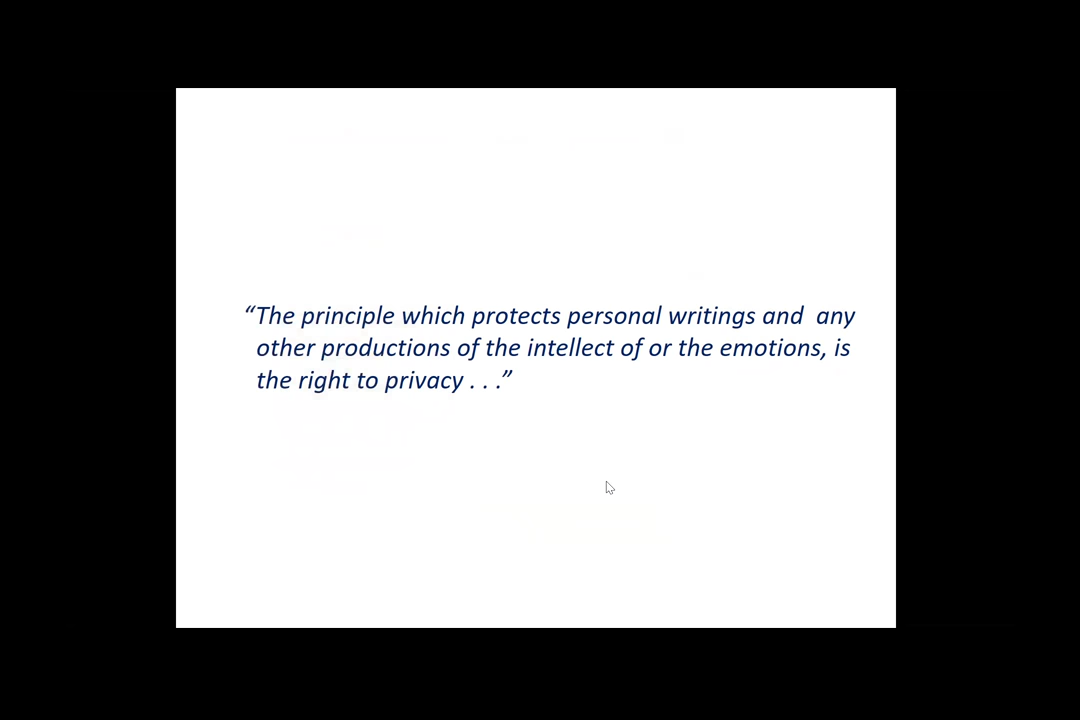 “The principle which protects personal writings and  any
other productions of the intellect of or the emotions, is
the right to privacy . . .”